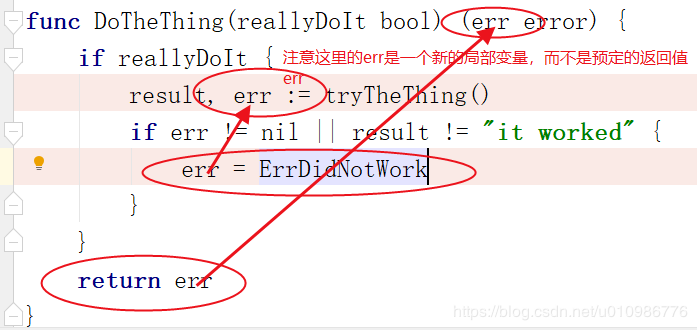 func DoTheThing(reallyDoIt bool) (err error) {
if reallyDoIt { 注意这里的err是一个新的局部变量，而不是预定的返回值
err
result, err := tryTheThing()
if err != nil || result != "it worked" {
err = ErrDidNotWork
}
}
return err
}
https://blog.csdn.net/u010986776